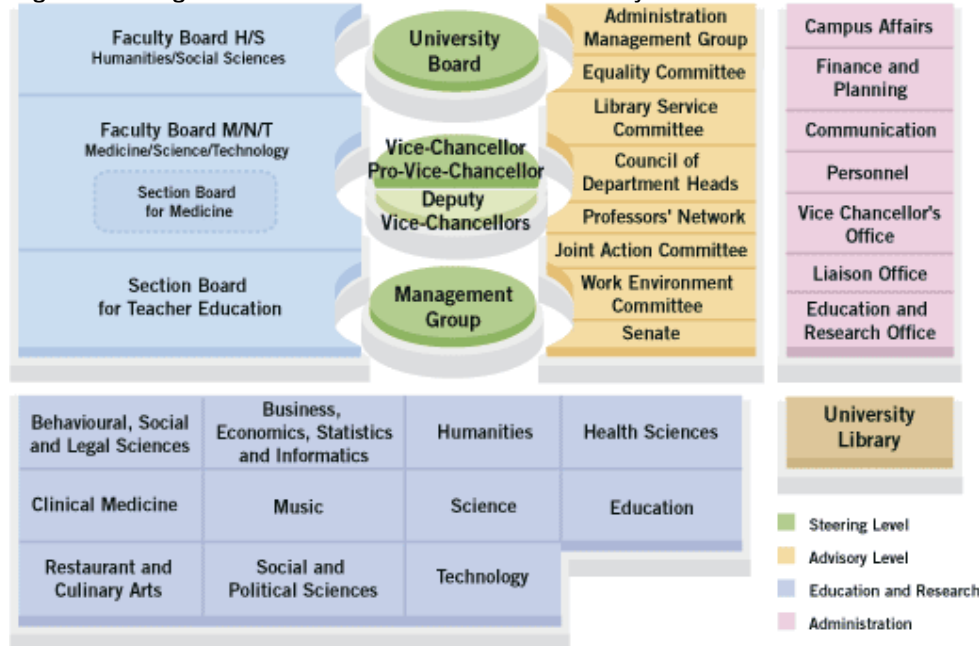 Faculty Board H/S
Humanities/Social Sciences
Faculty Board M/N/T
Medicine/Science/Technology
Section Board
for Medicine
Section Board
for Teacher Education
University
Board
Vice-Chancellor
Pro-Vice-Chancellor
Deputy
Vice-Chancellors
Management
Group
Administration
Management Group
Equality Committee
Library Service
Committee
Council of
Department Heads
Professors' Network
Joint Action Committee
Work Environment
Committee
Senate
Campus Affairs
Finance and
Planning
Communication
Personnel
Vice Chancellor's
Office
Liaison Office
Education and
Research Office
Behavioural, Social
and Legal Sciences
Business,
Economics, Statistics
and Informatics
Humanities
Health Sciences
Clinical Medicine
Music
Science
Education
Restaurant and
Culinary Arts
Social and
Political Sciences
Technology
University
Library
Steering Level
Advisory Level
Education and Research
Administration